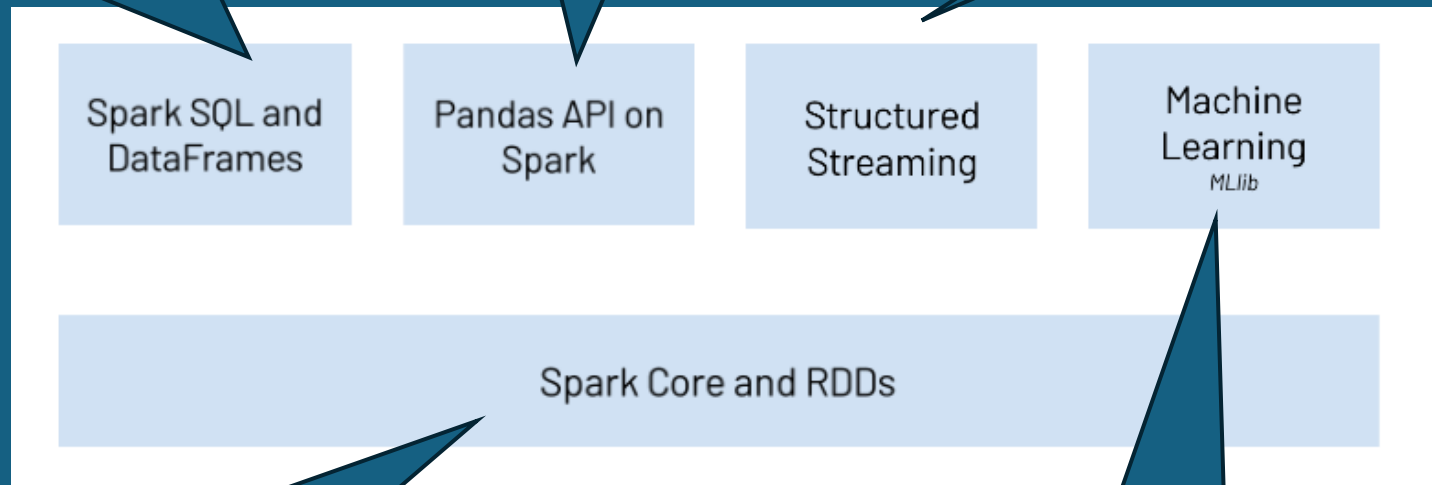 Spark SQL and
DataFrames
Pandas API on
Spark
Structured
Streaming
Machine
Learning
MLlib
Spark Core and RDDs